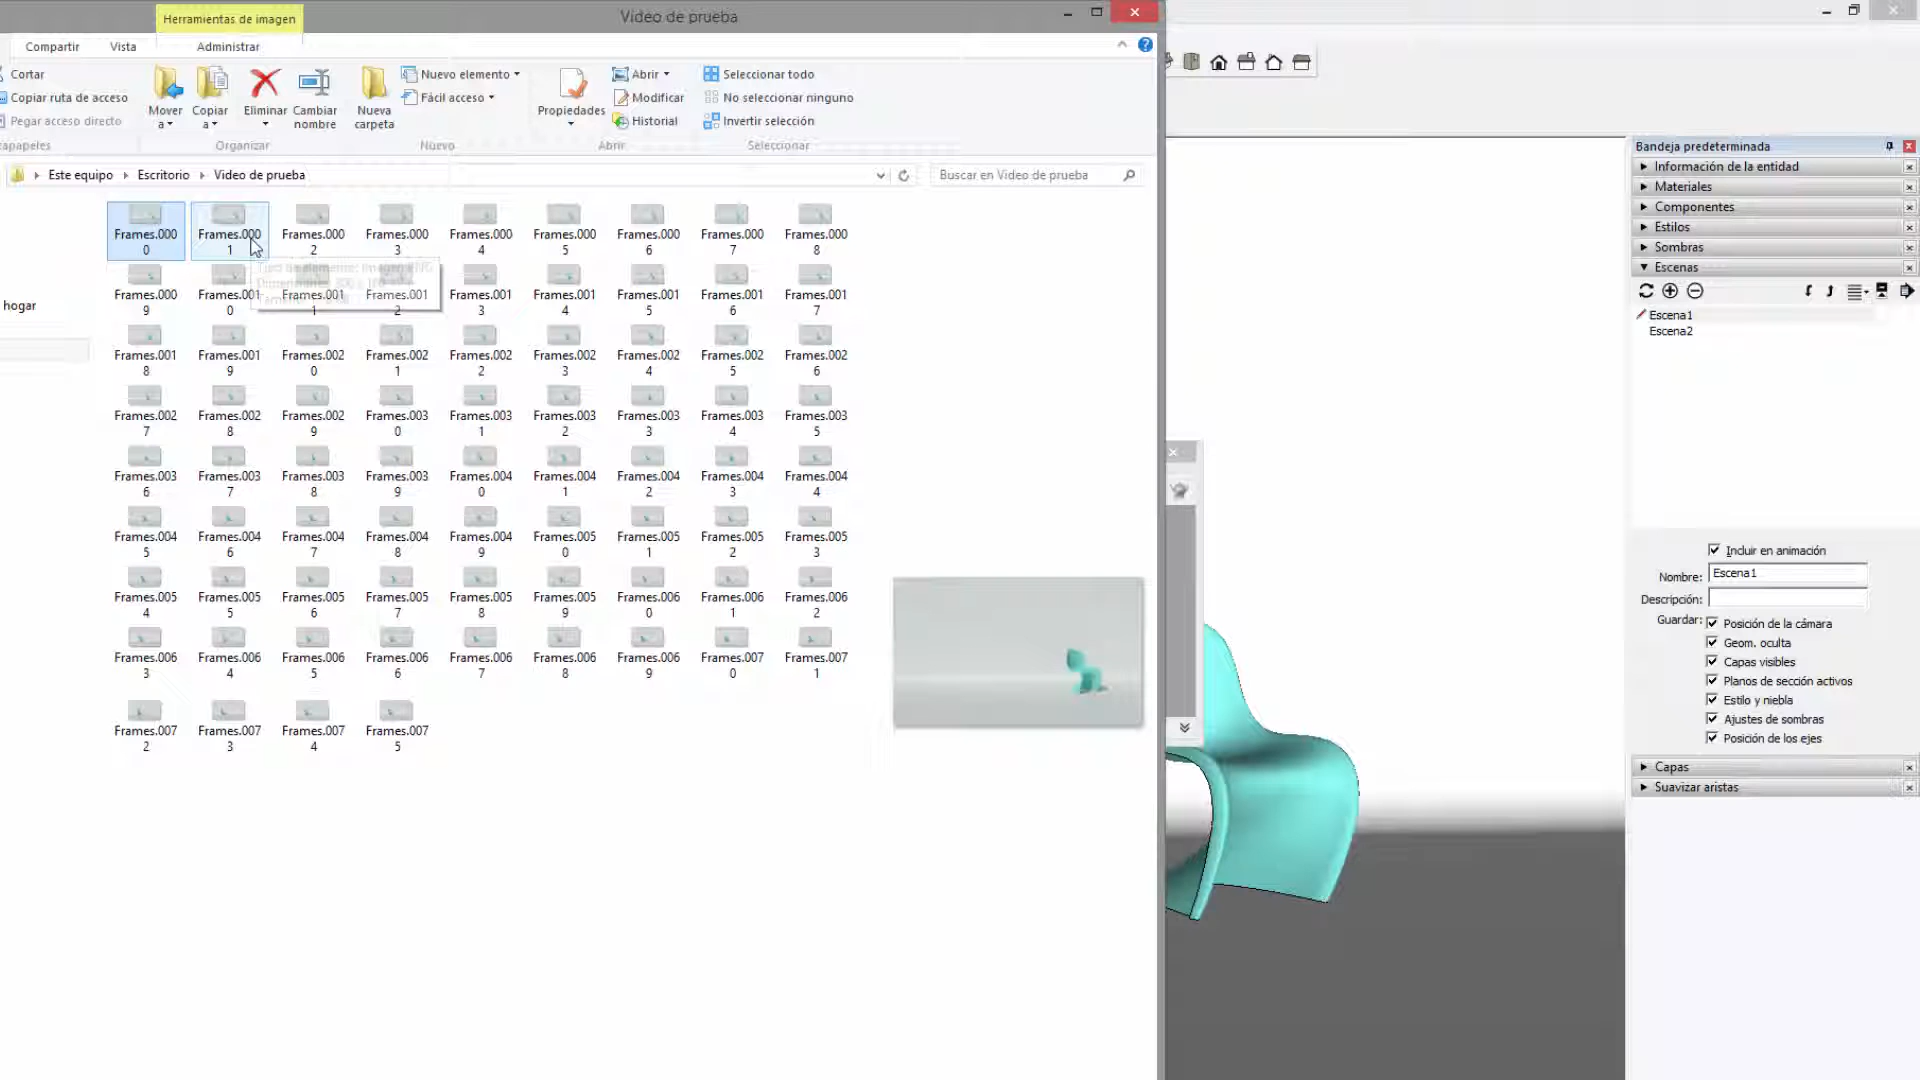 Herramientas de imagen
Video de prueba
Compartir Vista Administrar
Cortar
Copiar ruta de acceso
Pegar acceso directo
Mover a
Copiar a
Eliminar
Cambiar nombre
Nueva carpeta
Nuevo elemento
Fácil acceso
Propiedades
Abrir
Modificar
Historial
Seleccionar todo
No seleccionar ninguno
Invertir selección
Organizar Nuevo Abrir Seleccionar
Este equipo Escritorio Video de prueba
Buscar en Video de prueba
hogar
Frames.0000 Frames.0001 Frames.0002 Frames.0003 Frames.0004 Frames.0005 Frames.0006 Frames.0007 Frames.0008
Frames.0009 Frames.0010 Frames.0011 Frames.0012 Frames.0013 Frames.0014 Frames.0015 Frames.0016 Frames.0017
Frames.0018 Frames.0019 Frames.0020 Frames.0021 Frames.0022 Frames.0023 Frames.0024 Frames.0025 Frames.0026
Frames.0027 Frames.0028 Frames.0029 Frames.0030 Frames.0031 Frames.0032 Frames.0033 Frames.0034 Frames.0035
Frames.0036 Frames.0037 Frames.0038 Frames.0039 Frames.0040 Frames.0041 Frames.0042 Frames.0043 Frames.0044
Frames.0045 Frames.0046 Frames.0047 Frames.0048 Frames.0049 Frames.0050 Frames.0051 Frames.0052 Frames.0053
Frames.0054 Frames.0055 Frames.0056 Frames.0057 Frames.0058 Frames.0059 Frames.0060 Frames.0061 Frames.0062
Frames.0063 Frames.0064 Frames.0065 Frames.0066 Frames.0067 Frames.0068 Frames.0069 Frames.0070 Frames.0071
Frames.0072 Frames.0073 Frames.0074 Frames.0075
Bandeja predeterminada
Información de la entidad
Materiales
Componentes
Estilos
Sombras
Escenas
Escena1
Escena2
Incluir en animación
Nombre: Escena1
Descripción:
Guardar: Posición de la cámara
Geom. oculta
Capas visibles
Planos de sección activos
Estilo y niebla
Ajustes de sombras
Posición de los ejes
Capas
Suavizar aristas